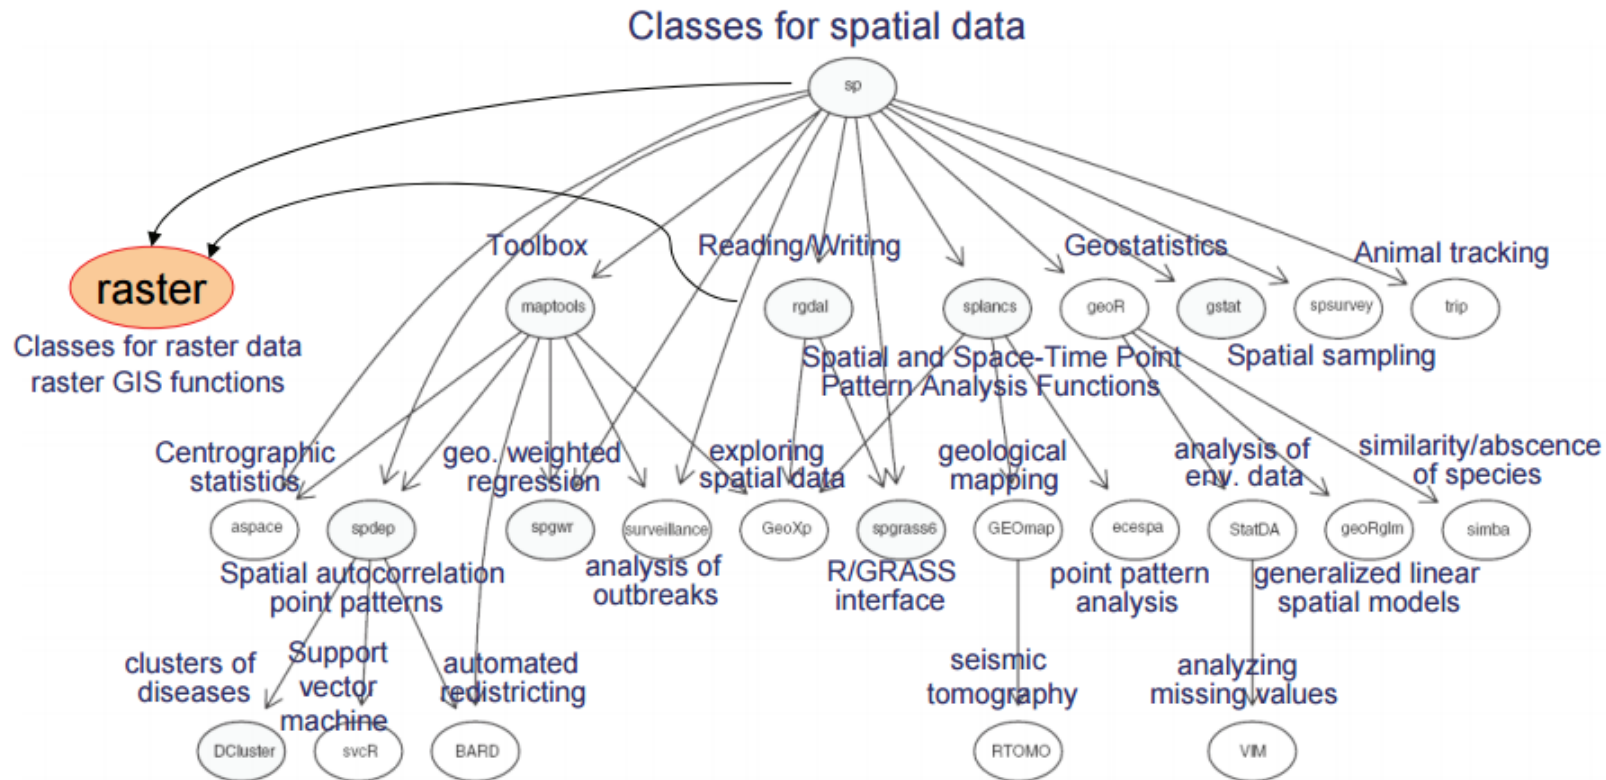 Classes for spatial data
sp
Toolbox
Reading/Writing
Geostatistics
Animal tracking
raster
maptools
rgdal
splancs
geoR
gstat
spsurvey
trip
Classes for raster data
raster GIS functions
Spatial and Space-Time Point
Pattern Analysis Functions
Spatial sampling
Centrographic
statistics
geo. weighted
regression
exploring
spatial data
geological
mapping
analysis of
env. data
similarity/abscence
of species
aspace
spdep
spgwr
surveillance
GeoXp
spgrass6
GEOmap
ecespa
StatDA
geoRglm
simba
Spatial autocorrelation
point patterns
analysis of
outbreaks
R/GRASS
interface
point pattern
analysis
generalized linear
spatial models
clusters of
diseases
Support
vector
machine
automated
redistricting
seismic
tomography
analyzing
missing values
DCluster
svcR
BARD
RTOMO
VIM